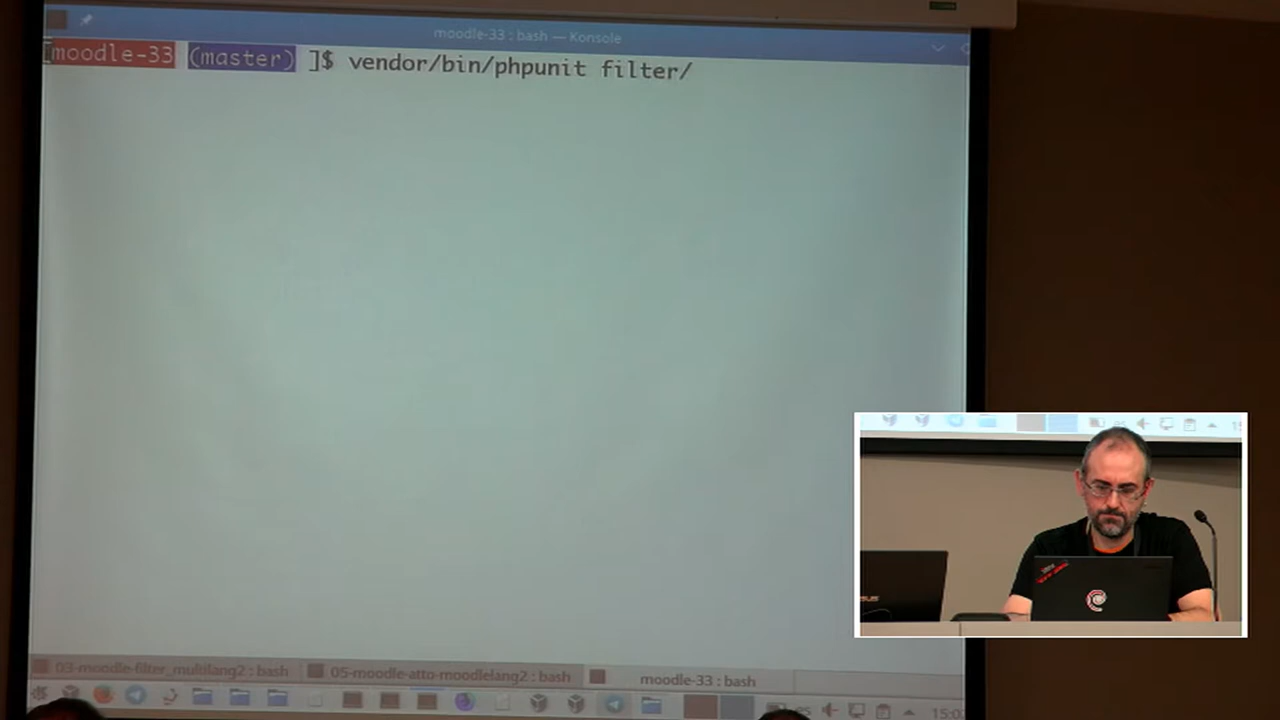 moodle-33 : bash — Konsole
[moodle-33 (master) ]$ vendor/bin/phpunit filter/
03-moodle-filter_multilang2 : bash
05-moodle-atto-moodlelang2 : bash
moodle-33 : bash
es